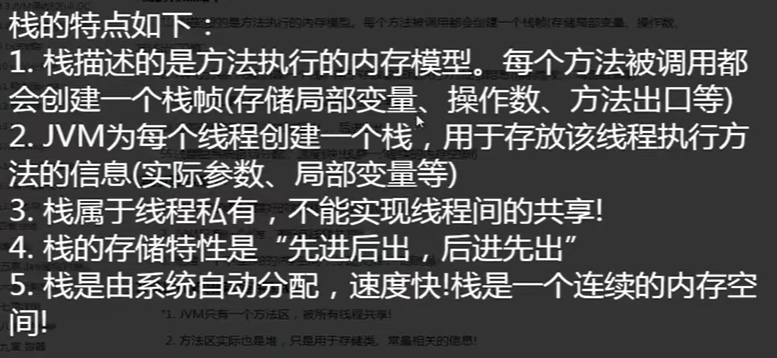 栈的特点如下：
1. 栈描述的是方法执行的内存模型。每个方法被调用都
会创建一个栈帧(存储局部变量、操作数、方法出口等)
2. JVM为每个线程创建一个栈，用于存放该线程执行方
法的信息(实际参数、局部变量等)
3. 栈属于线程私有，不能实现线程间的共享!
4. 栈的存储特性是“先进后出，后进先出”
5. 栈是由系统自动分配，速度快!栈是一个连续的内存空
间!
1. JVM只有一个方法区，被所有线程共享!
2. 方法区实际也是堆，只是用于存储类、常量相关的信息!